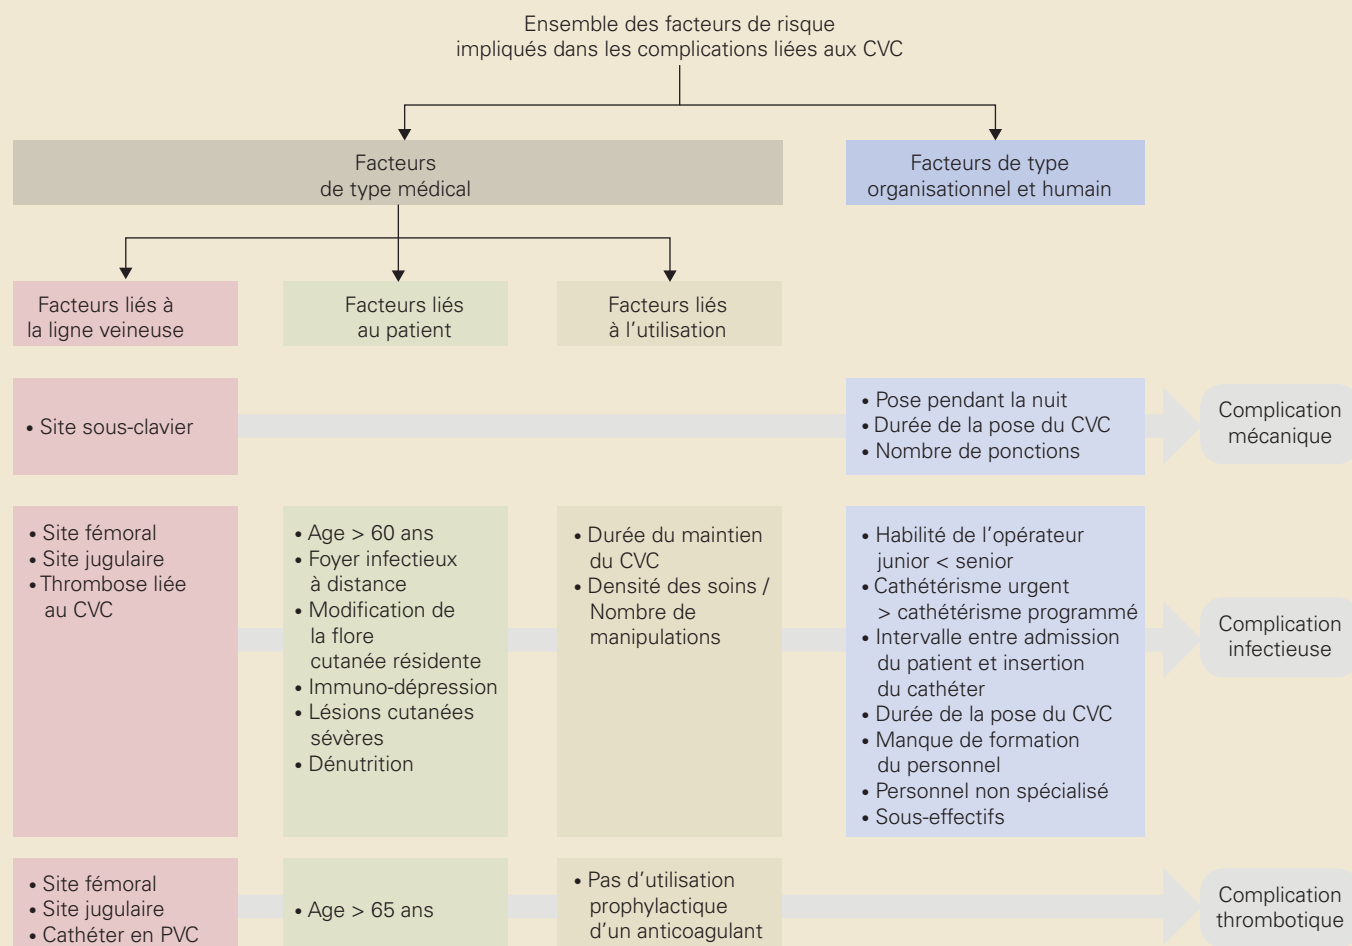 Ensemble des facteurs de risque
impliqués dans les complications liées aux CVC
Facteurs
de type médical
Facteurs de type
organisationnel et humain
Facteurs liés à
la ligne veineuse
Facteurs liés
au patient
Facteurs liés
à l'utilisation
• Site sous-clavier
• Pose pendant la nuit
• Durée de la pose du CVC
• Nombre de ponctions
Complication
mécanique
• Site fémoral
• Site jugulaire
• Thrombose liée
au CVC
• Age > 60 ans
• Foyer infectieux
à distance
• Modification de
la flore
cutanée résidente
• Immuno-dépression
• Lésions cutanées
sévères
• Dénutrition
• Durée du maintien
du CVC
• Densité des soins /
Nombre de
manipulations
• Habilité de l'opérateur
junior < senior
• Cathétérisme urgent
> cathétérisme programmé
• Intervalle entre admission
du patient et insertion
du cathéter
• Durée de la pose du CVC
• Manque de formation
du personnel
• Personnel non spécialisé
• Sous-effectifs
Complication
infectieuse
• Site fémoral
• Site jugulaire
• Cathéter en PVC
• Age > 65 ans
• Pas d'utilisation
prophylactique
d'un anticoagulant
Complication
thrombotique